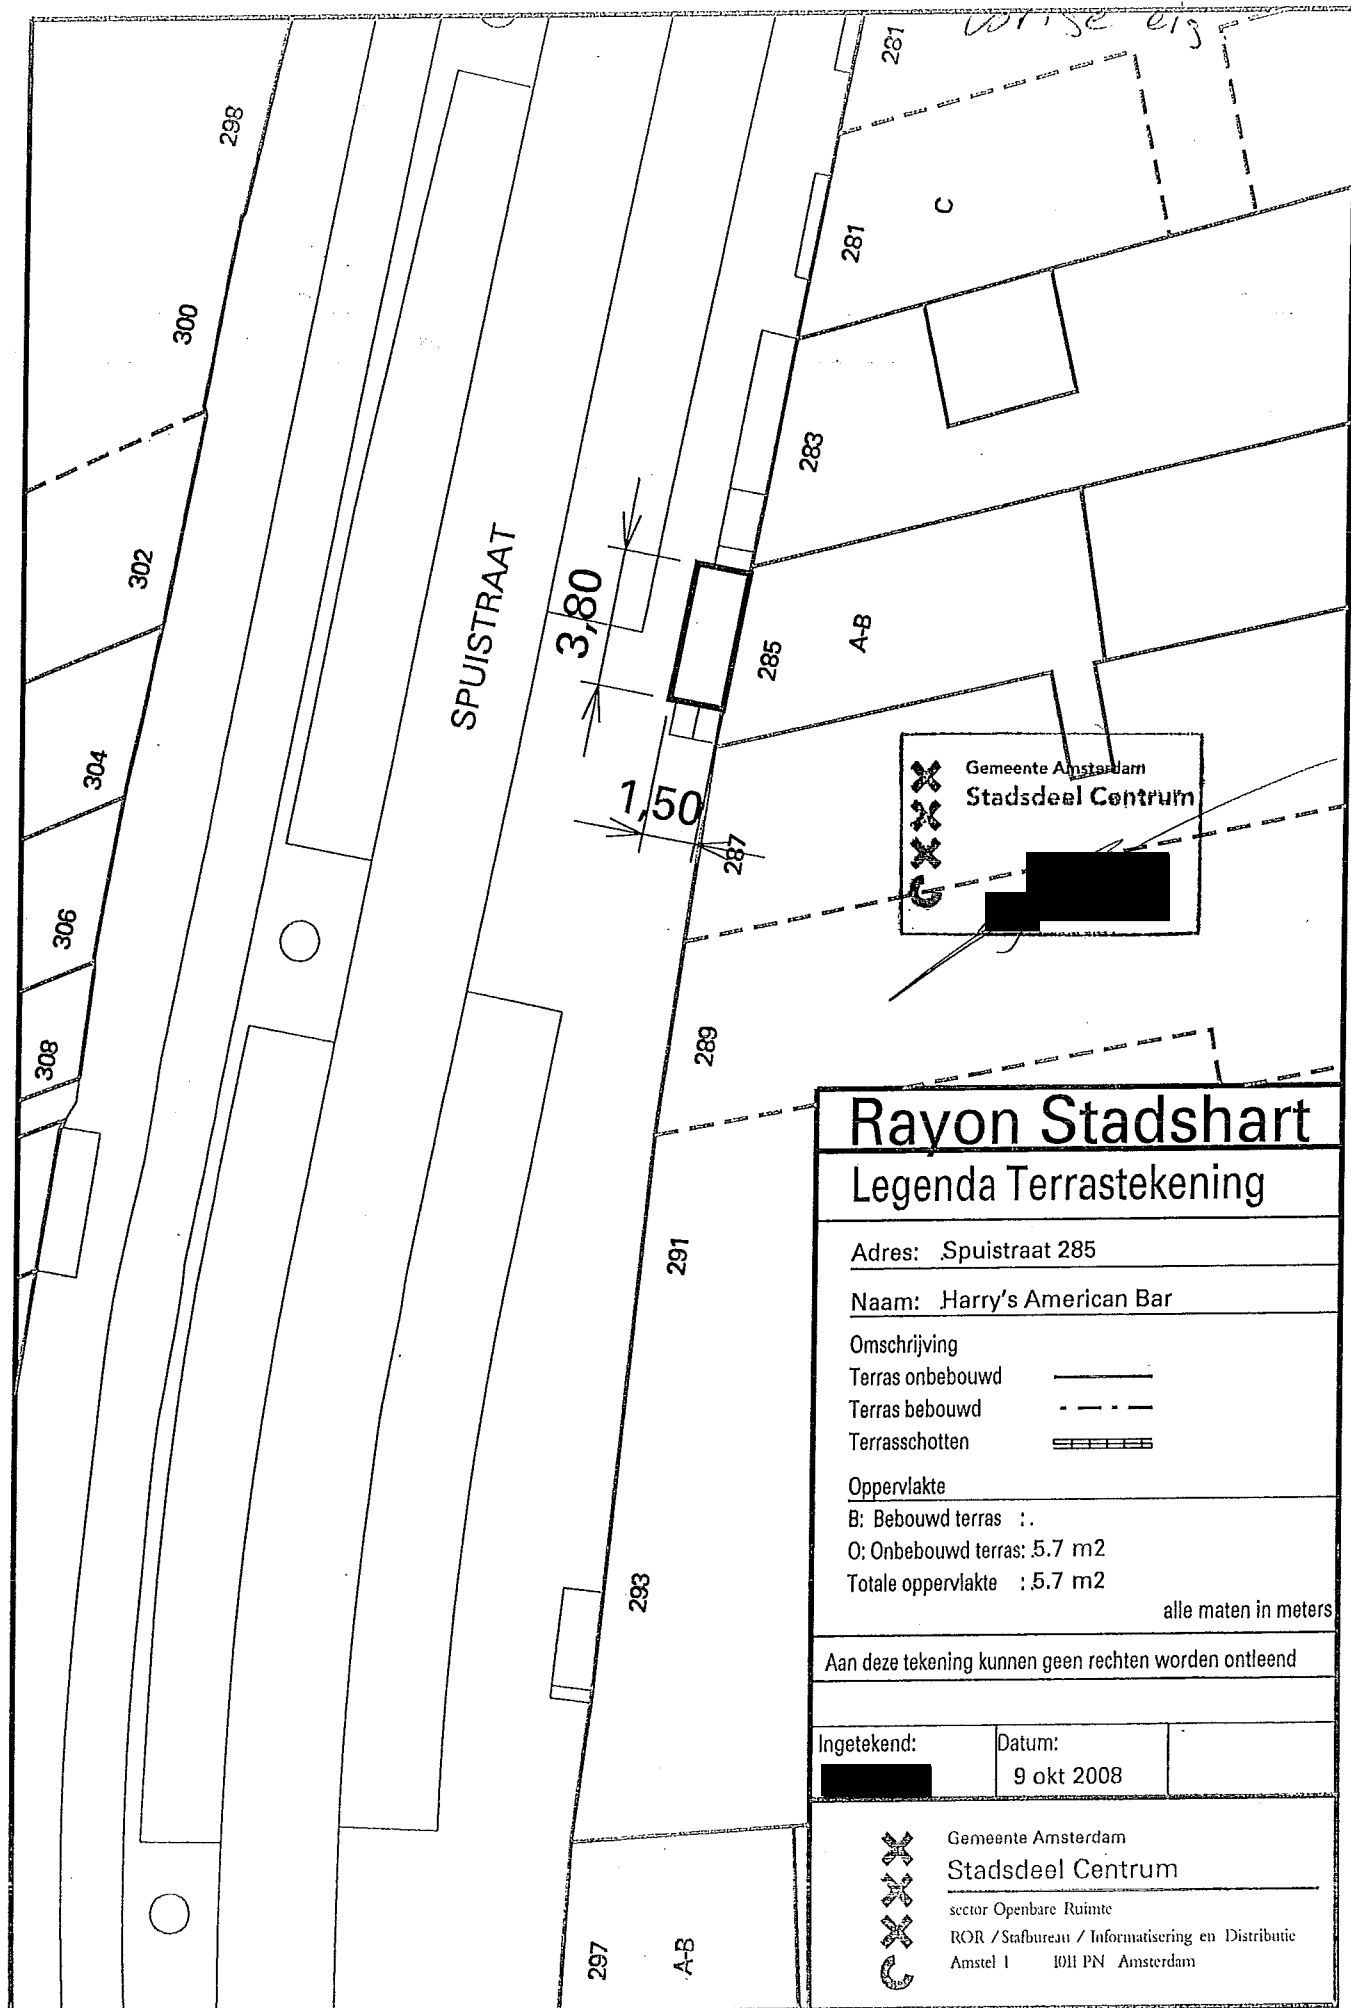 vorige eig
281
298
C
281
300
283
302
SPUISTRAAT
3,80
A-B
285
304
1,50
287
Gemeente Amsterdam
Stadsdeel Centrum
306
289
308
291
293
297
A-B
Rayon Stadshart
Legenda Terrastekening
Adres: Spuistraat 285
Naam: Harry's American Bar
Omschrijving
Terras onbebouwd
Terras bebouwd
Terrasschotten
Oppervlakte
B: Bebouwd terras :.
O: Onbebouwd terras: 5.7 m2
Totale oppervlakte : 5.7 m2
alle maten in meters
Aan deze tekening kunnen geen rechten worden ontleend
Ingetekend:
Datum:
9 okt 2008
Gemeente Amsterdam
Stadsdeel Centrum
sector Openbare Ruimte
ROR / Stafbureau / Informatisering en Distributie
Amstel 1 1011 PN Amsterdam